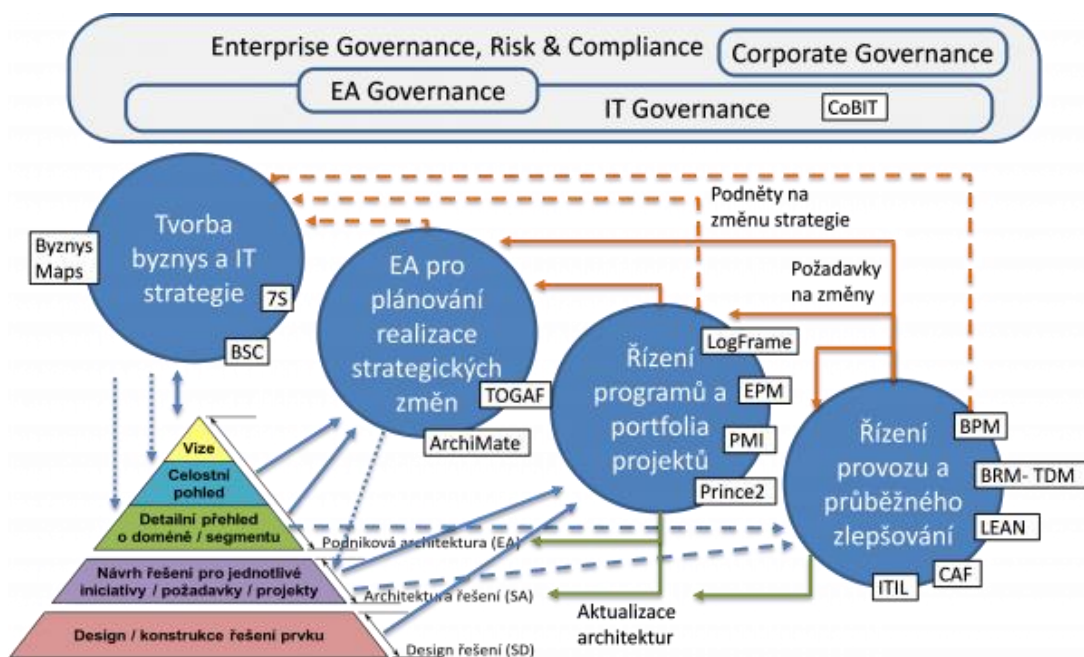 Enterprise Governance, Risk & Compliance
Corporate Governance
EA Governance
IT Governance
CoBIT
Tvorba
byznys a IT
strategie
Byznys
Maps
7S
BSC
EA pro
plánování
realizace
strategických
změn
TOGAF
ArchiMate
Podněty na
změnu strategie
Požadavky
na změny
Řízení
programů a
portfolia
projektů
LogFrame
EPM
PMI
Prince2
Řízení
provozu a
průběžného
zlepšování
BPM
BRM- TDM
LEAN
CAF
ITIL
Vize
Celostní
pohled
Detailní přehled
o doméně / segmentu
Podniková architektura (EA)
Návrh řešení pro jednotlivé
iniciativy / požadavky / projekty
Architektura řešení (SA)
Design / konstrukce řešení prvku
Design řešení (SD)
Aktualizace
architektur